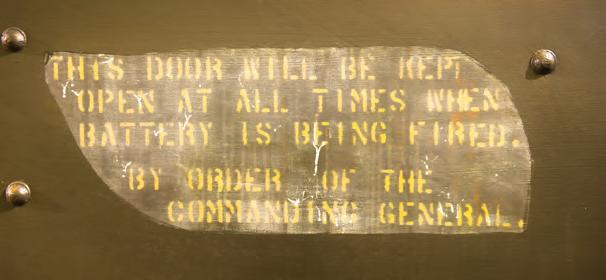 THIS DOOR WILL BE KEPT
OPEN AT ALL TIMES WHEN
BATTERY IS BEING FIRED.
BY ORDER OF THE
COMMANDING GENERAL.